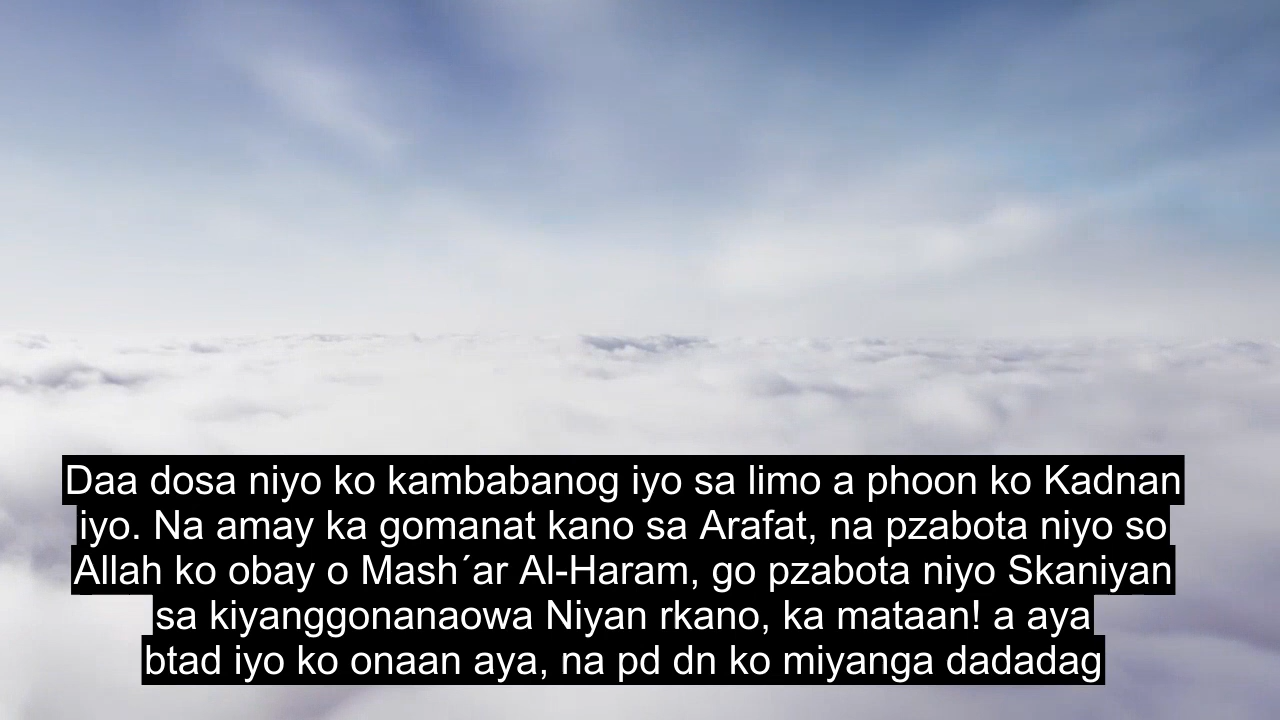 Daa dosa niyo ko kambabanog iyo sa limo a phoon ko Kadnan
iyo. Na amay ka gomanat kano sa Arafat, na pzabota niyo so
Allah ko obay o Mash´ar Al-Haram, go pzabota niyo Skaniyan
sa kiyanggonanaowa Niyan rkano, ka mataan! a aya
btad iyo ko onaan aya, na pd dn ko miyanga dadadag